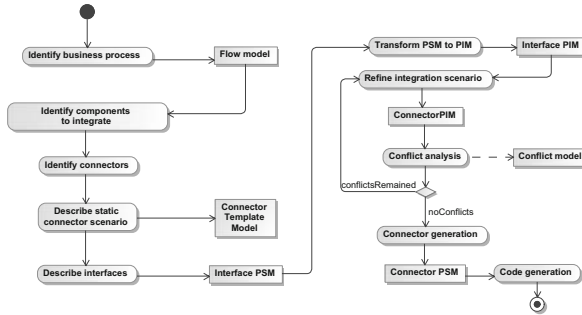 Identify business process
Flow model
Identify components
to integrate
Identify connectors
Describe static
connector scenario
Connector
Template
Model
Describe interfaces
Interface PSM
Transform PSM to PIM
Interface PIM
Refine integration scenario
ConnectorPIM
Conflict analysis
Conflict model
conflictsRemained
noConflicts
Connector generation
Connector PSM
Code generation